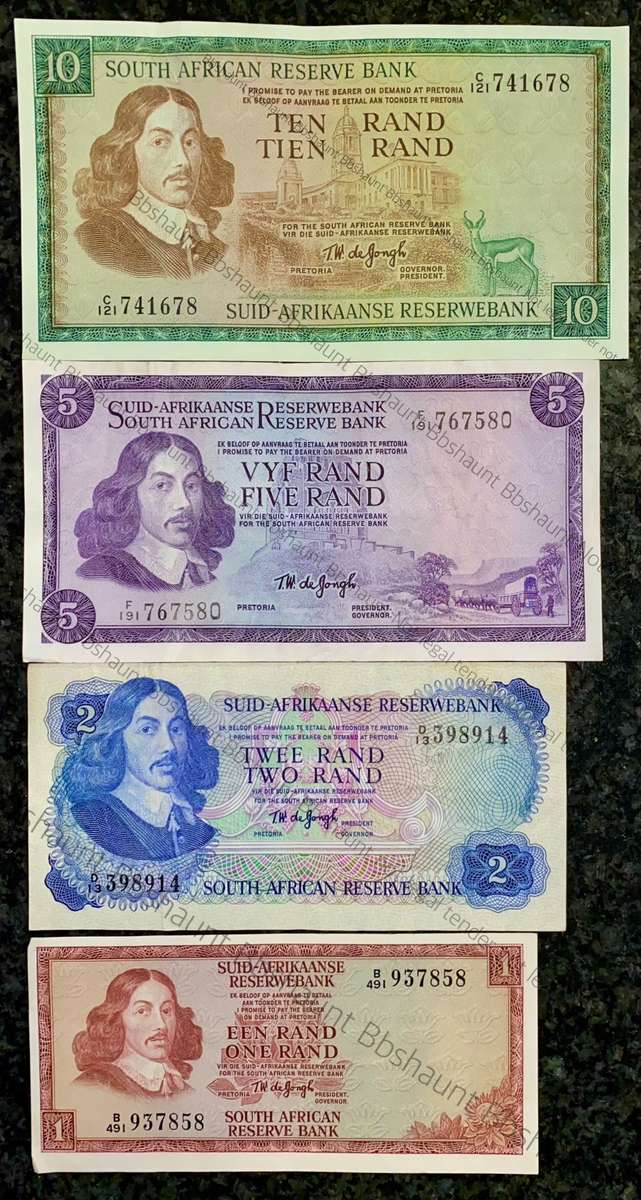 10
SOUTH AFRICAN RESERVE BANK
C/121 741678
I PROMISE TO PAY THE BEARER ON DEMAND AT PRETORIA
EK BELOOF OP AANVRAAG TE BETAAL AAN TOONDER TE PRETORIA
TEN RAND
TIEN RAND
FOR THE SOUTH AFRICAN RESERVE BANK
VIR DIE SUID-AFRIKAANSE RESERWEBANK
T.W. de Jongh
PRETORIA GOVERNOR.
PRESIDENT.
C/121 741678
SUID-AFRIKAANSE RESERWEBANK
10
5
SUID-AFRIKAANSE RESERWEBANK
SOUTH AFRICAN RESERVE BANK
F/191 767580
5
EK BELOOF OP AANVRAAG TE BETAAL AAN TOONDER TE PRETORIA
I PROMISE TO PAY THE BEARER ON DEMAND AT PRETORIA
VYF RAND
FIVE RAND
VIR DIE SUID-AFRIKAANSE RESERWEBANK
FOR THE SOUTH AFRICAN RESERVE BANK
T.W. de Jongh
5
F/191 767580
PRETORIA PRESIDENT.
GOVERNOR.
2
SUID-AFRIKAANSE RESERWEBANK
EK BELOOF OP AANVRAAG TE BETAAL AAN TOONDER TE PRETORIA
I PROMISE TO PAY THE BEARER ON DEMAND AT PRETORIA
D/13 398914
TWEE RAND
TWO RAND
VIR DIE SUID-AFRIKAANSE RESERWEBANK
FOR THE SOUTH AFRICAN RESERVE BANK
T.W. de Jongh
PRESIDENT
PRETORIA GOVERNOR
D/13 398914
SOUTH AFRICAN RESERVE BANK
2
SUID-AFRIKAANSE
RESERWEBANK
B/491 937858
1
EK BELOOF OP AANVRAAG TE BETAAL
AAN TOONDER TE PRETORIA
I PROMISE TO PAY THE BEARER
ON DEMAND AT PRETORIA
EEN RAND
ONE RAND
VIR DIE SUID-AFRIKAANSE RESERWEBANK
FOR THE SOUTH AFRICAN RESERVE BANK
T.W. de Jongh
PRETORIA PRESIDENT.
GOVERNOR.
B/491 937858
1
SOUTH AFRICAN
RESERVE BANK
Bbshaunt Bbshaunt Bbshaunt Not legal tender